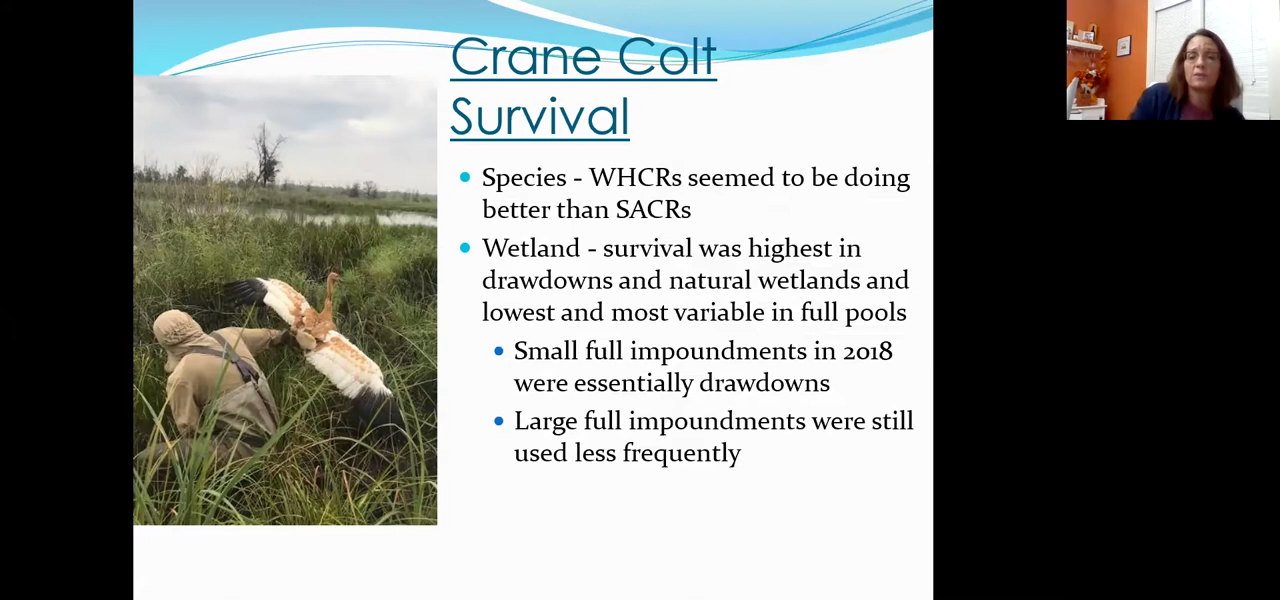 Crane Colt
Survival
Species - WHCRs seemed to be doing
better than SACRs
Wetland - survival was highest in
drawdowns and natural wetlands and
lowest and most variable in full pools
Small full impoundments in 2018
were essentially drawdowns
Large full impoundments were still
used less frequently